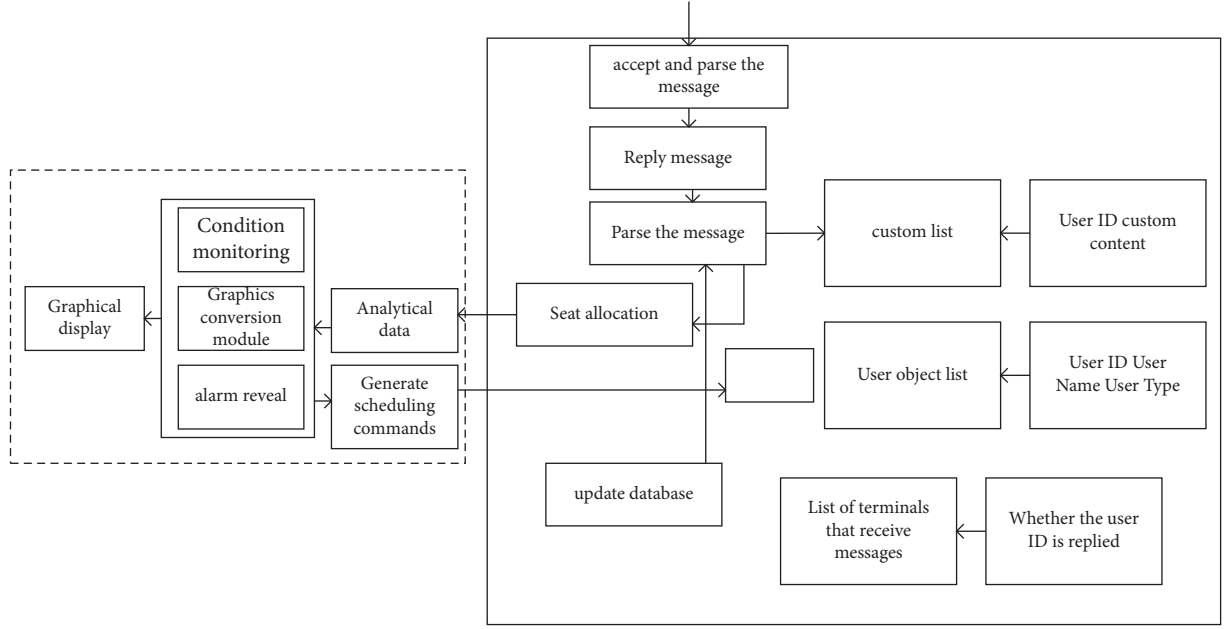 accept and parse the
message
Reply message
Parse the message
custom list
User ID custom
content
Condition
monitoring
Graphical
display
Graphics
conversion
module
Analytical
data
Seat allocation
User object list
User ID User
Name User Type
alarm reveal
Generate
scheduling
commands
update database
List of terminals
that receive
messages
Whether the user
ID is replied